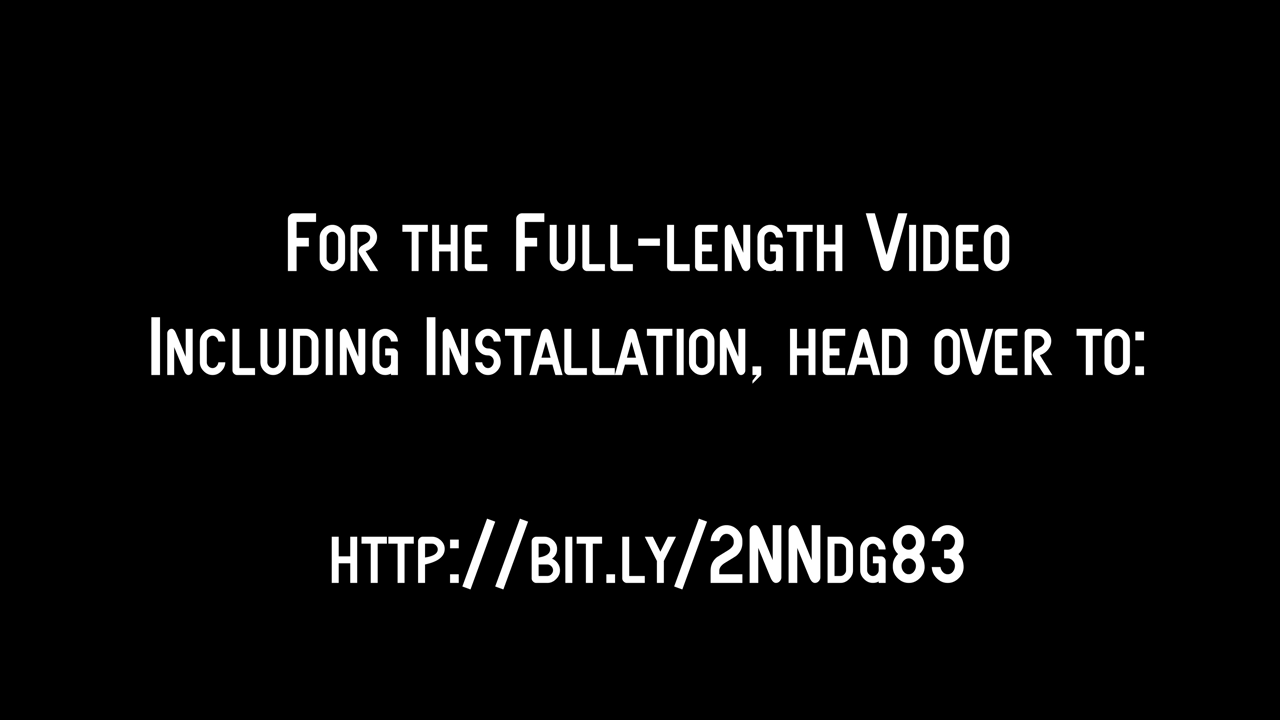 For the Full-length Video
Including Installation, head over to:
http://bit.ly/2NNdg83